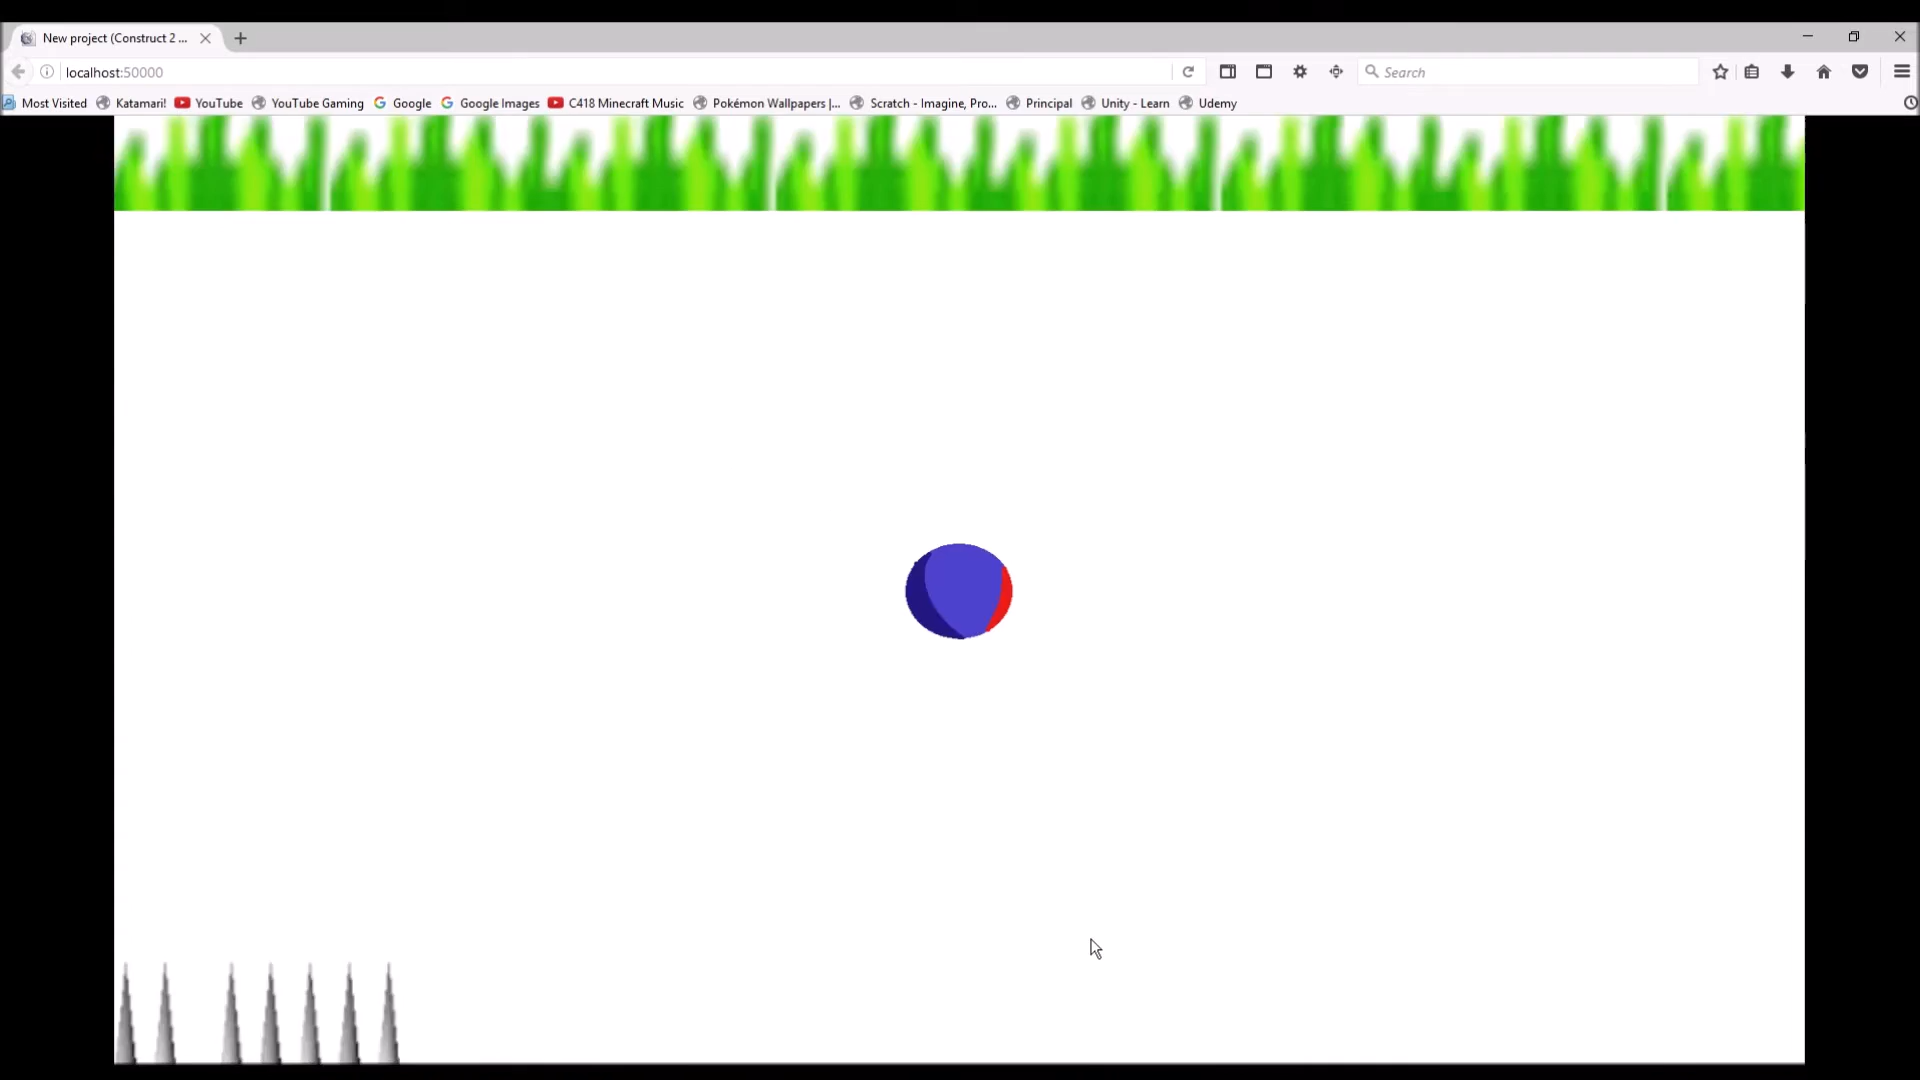 New project (Construct 2 ...
localhost:50000
Search
Most Visited Katamari! YouTube YouTube Gaming Google Google Images C418 Minecraft Music Pokémon Wallpapers |... Scratch - Imagine, Pro... Principal Unity - Learn Udemy